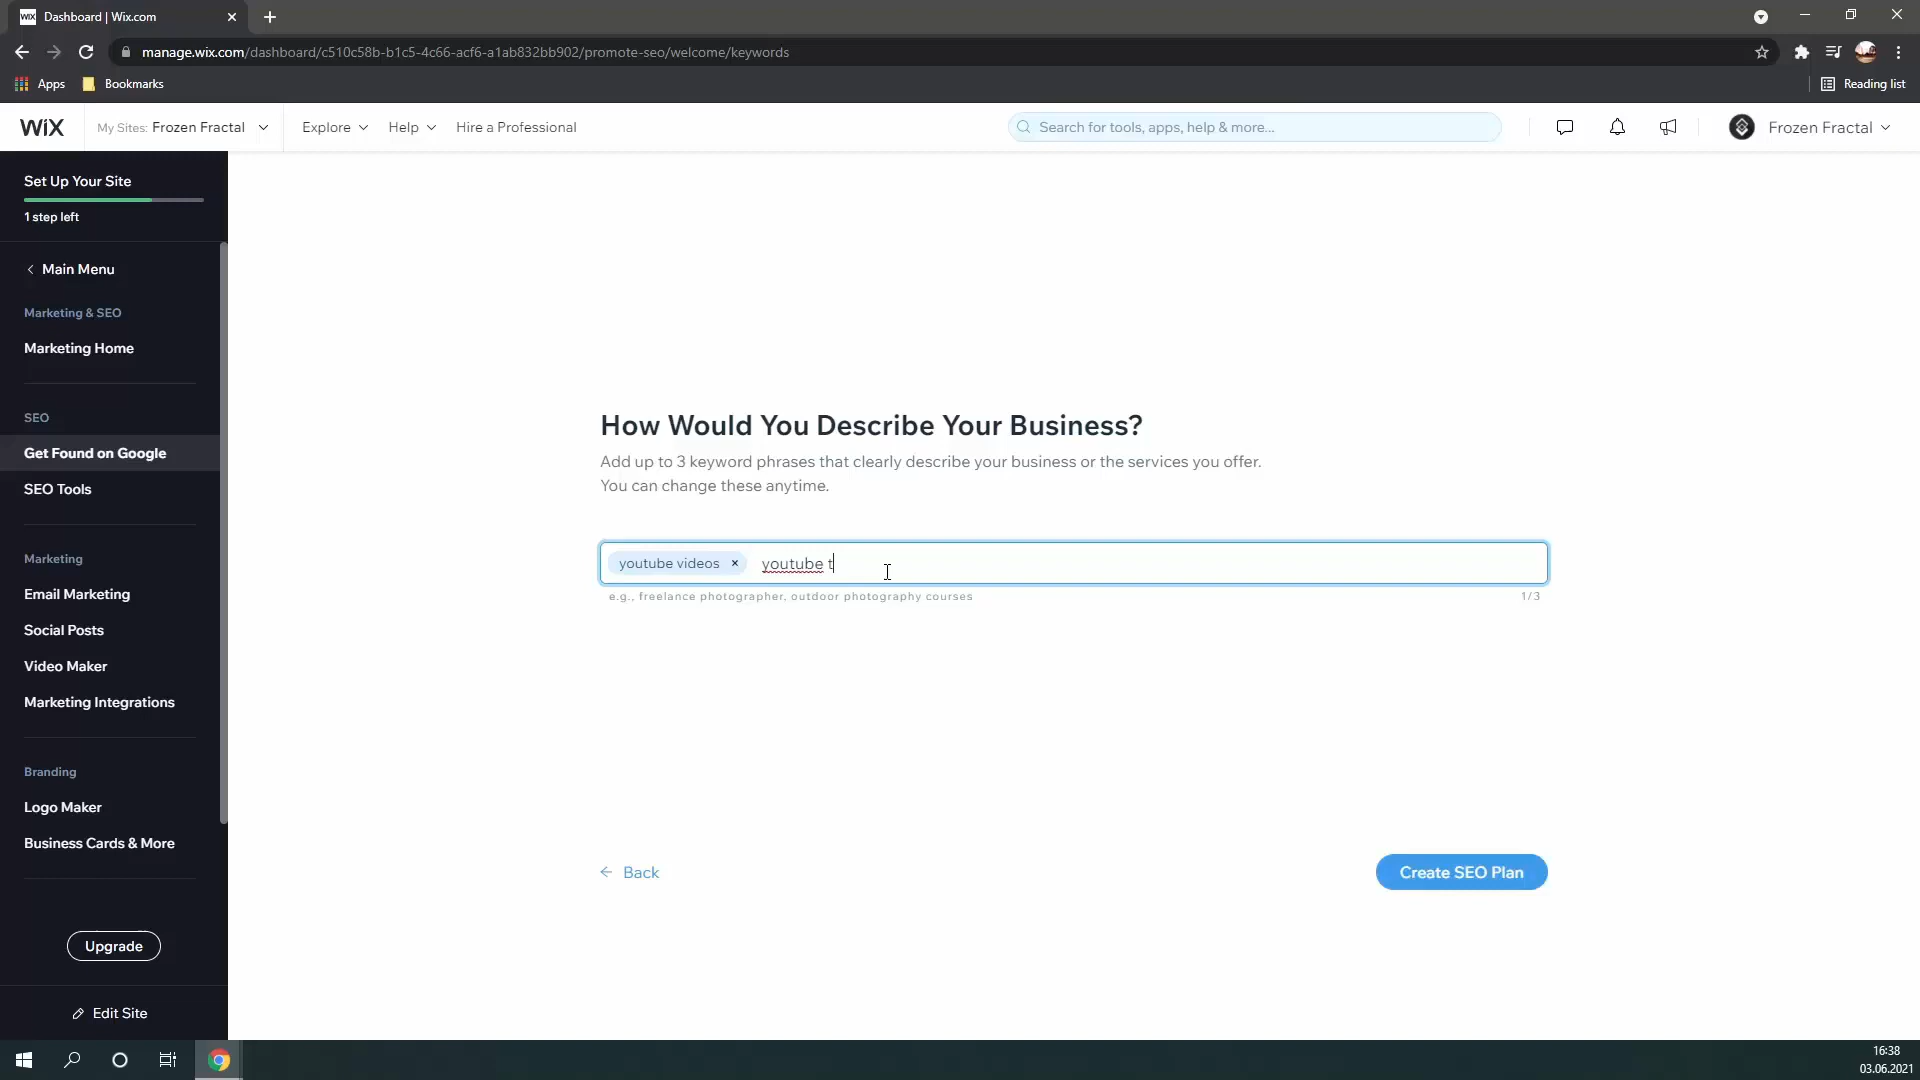 Dashboard | Wix.com
manage.wix.com/dashboard/c510c58b-b1c5-4c66-acf6-a1ab832bb902/promote-seo/welcome/keywords
Apps
Bookmarks
Reading list
WiX
My Sites: Frozen Fractal
Explore
Help
Hire a Professional
Search for tools, apps, help & more...
Frozen Fractal
Set Up Your Site
1 step left
Main Menu
Marketing & SEO
Marketing Home
SEO
Get Found on Google
SEO Tools
Marketing
Email Marketing
Social Posts
Video Maker
Marketing Integrations
Branding
Logo Maker
Business Cards & More
Upgrade
Edit Site
How Would You Describe Your Business?
Add up to 3 keyword phrases that clearly describe your business or the services you offer.
You can change these anytime.
youtube videos × youtube t
e.g., freelance photographer, outdoor photography courses
1/3
Back
Create SEO Plan
16:38
03.06.2021